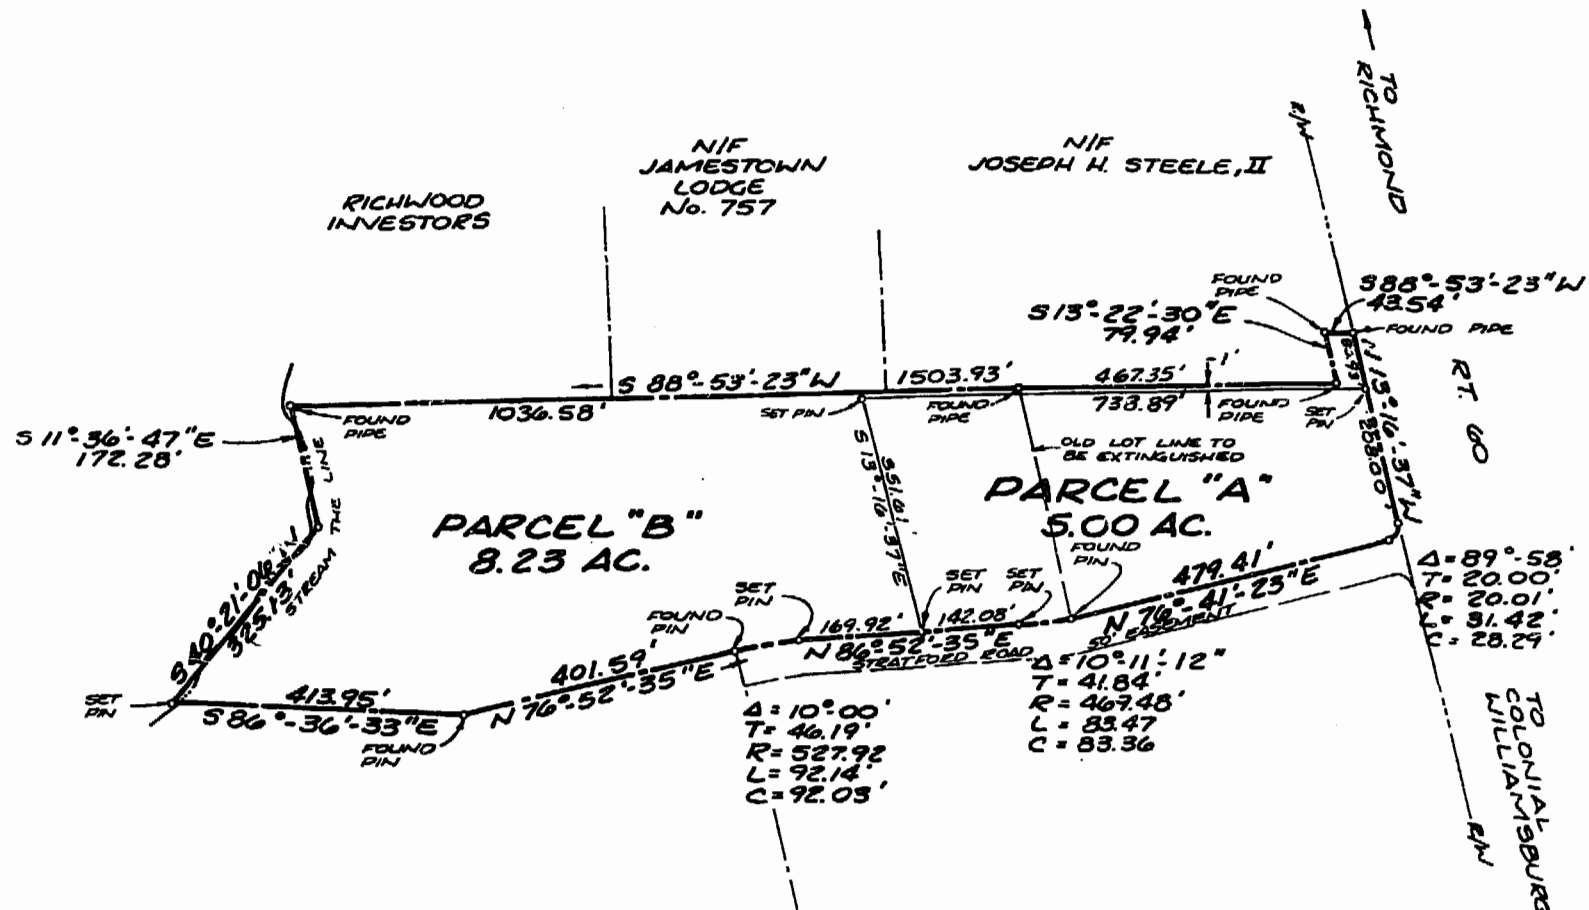 TO
RICHMOND
R/W
N/F
JAMESTOWN
LODGE
No. 757
N/F
JOSEPH H. STEELE, II
RICHWOOD
INVESTORS
FOUND
PIPE
S 88°-53'-23" W
43.54'
S 13°-22'-30" E
79.94'
FOUND PIPE
S 88°-53'-23" W
1503.93'
467.35'
1'
1036.58'
SET PIN
FOUND
PIPE
738.89'
FOUND
PIPE
SET
PIN
N 13°-16'-37" W
258.00'
RT. 60
FOUND
PIPE
S 11°-36'-47" E
172.28'
OLD LOT LINE TO
BE EXTINGUISHED
551.61'
S 13°-16'-37" E
PARCEL "A"
5.00 AC.
PARCEL "B"
8.23 AC.
STREAM THE LINE
S 40°-21'-06" W
325.13'
FOUND
PIN
SET
PIN
SET
PIN
SET
PIN
FOUND
PIN
479.41'
N 76°-41'-23" E
50' EASEMENT
169.92'
142.08'
N 86°-52'-35" E
STRATFORD ROAD
401.59'
N 76°-52'-35" E
SET
PIN
413.95'
S 86°-36'-33" E
FOUND
PIN
Δ = 89°-58'
T = 20.00'
R = 20.01'
L = 31.42'
C = 28.29'
Δ = 10°-11'-12"
T = 41.84'
R = 469.48'
L = 83.47
C = 83.36
Δ = 10°-00'
T = 46.19'
R = 527.92
L = 92.14'
C = 92.03'
TO
COLONIAL
WILLIAMSBURG
R/W